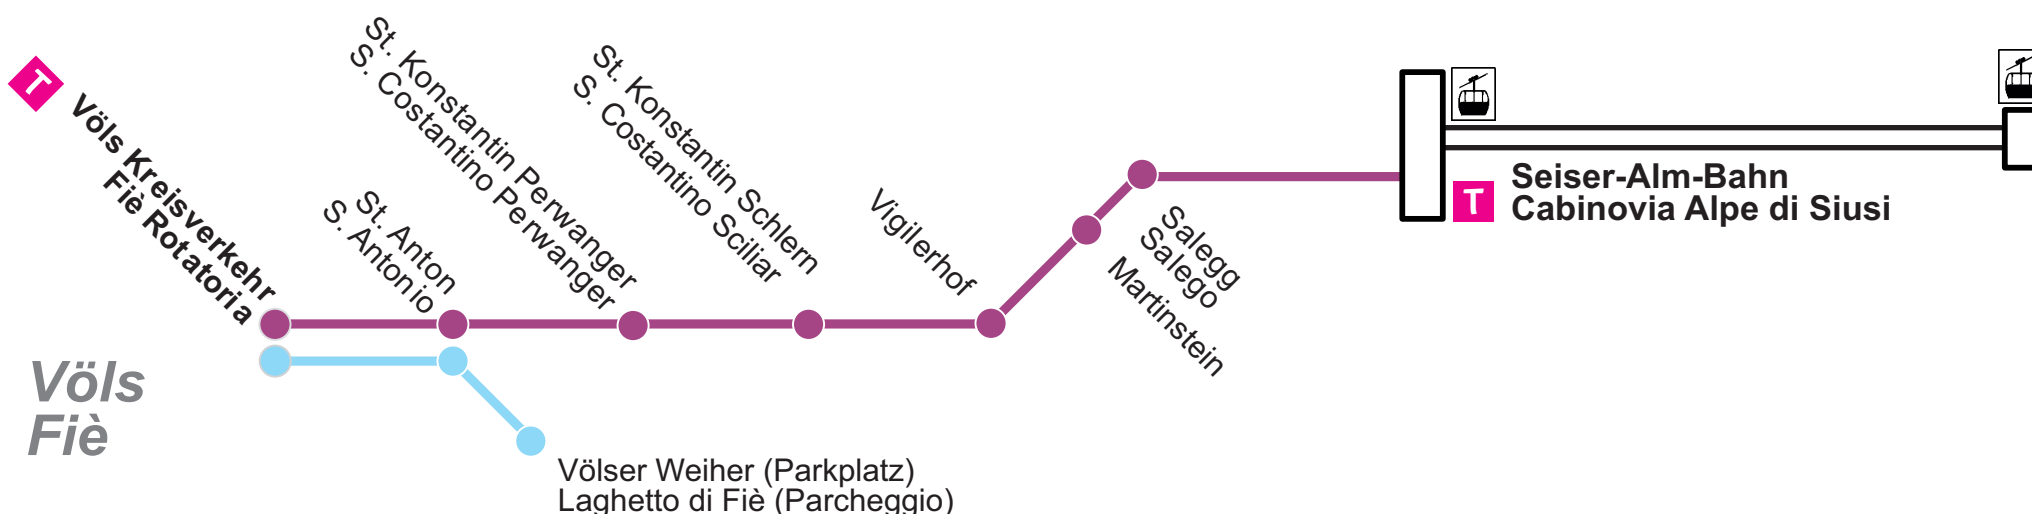 T
Völs Kreisverkehr
Fiè Rotatoria
St. Anton
S. Antonio
St. Konstantin Perwanger
S. Costantino Perwanger
St. Konstantin Schlern
S. Costantino Sciliar
Vigilerhof
Martinstein
Salegg
Salego
T
Seiser-Alm-Bahn
Cabinovia Alpe di Siusi
Völs
Fiè
Völser Weiher (Parkplatz)
Laghetto di Fiè (Parcheggio)